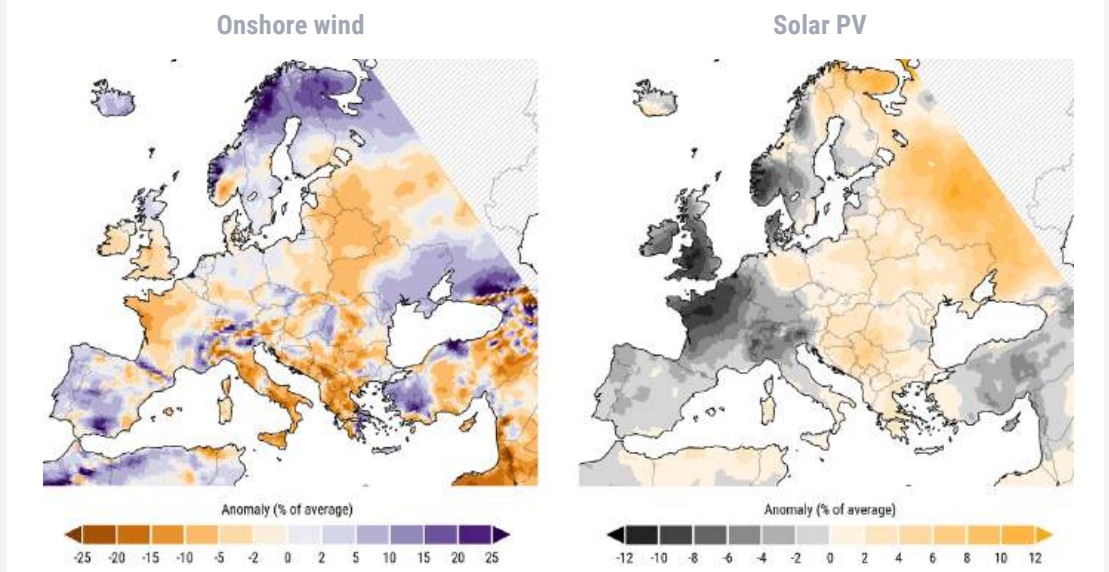 Onshore wind
Solar PV
Anomaly (% of average)
-25 -20 -15 -10 -5 -2 0 2 5 10 15 20 25
Anomaly (% of average)
-12 -10 -8 -6 -4 -2 0 2 4 6 8 10 12